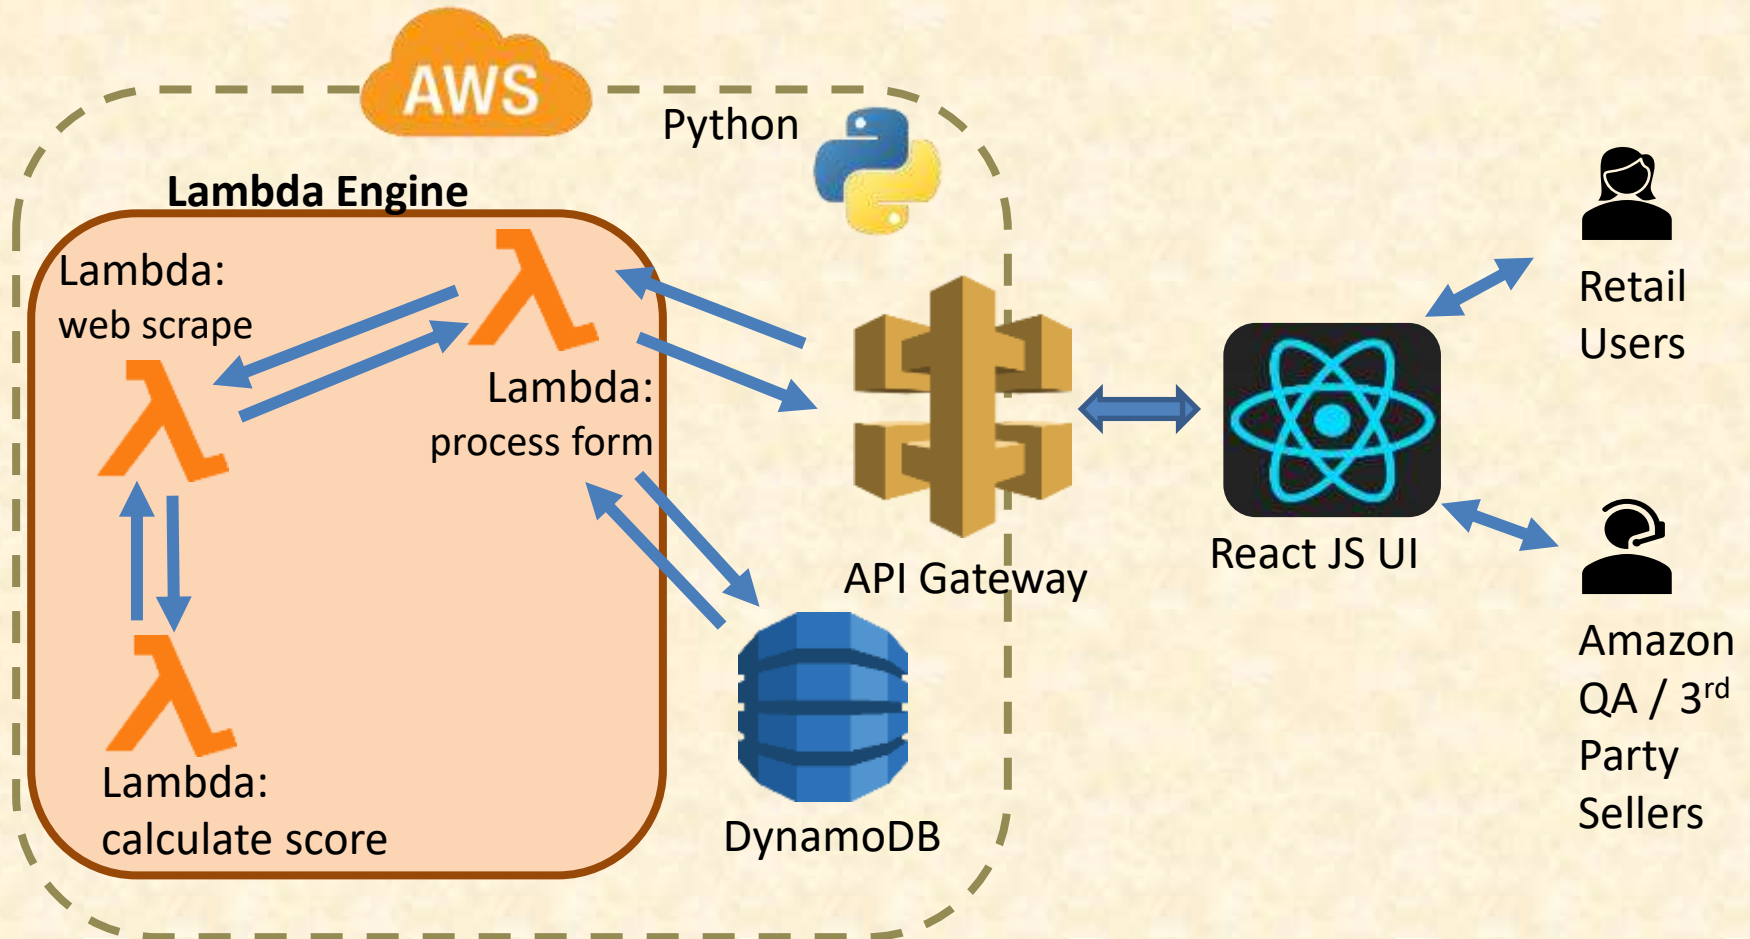 AWS
Python
Lambda Engine
Lambda:
web scrape
Lambda:
process form
Lambda:
calculate score
API Gateway
DynamoDB
React JS UI
Retail
Users
Amazon
QA / 3rd
Party
Sellers